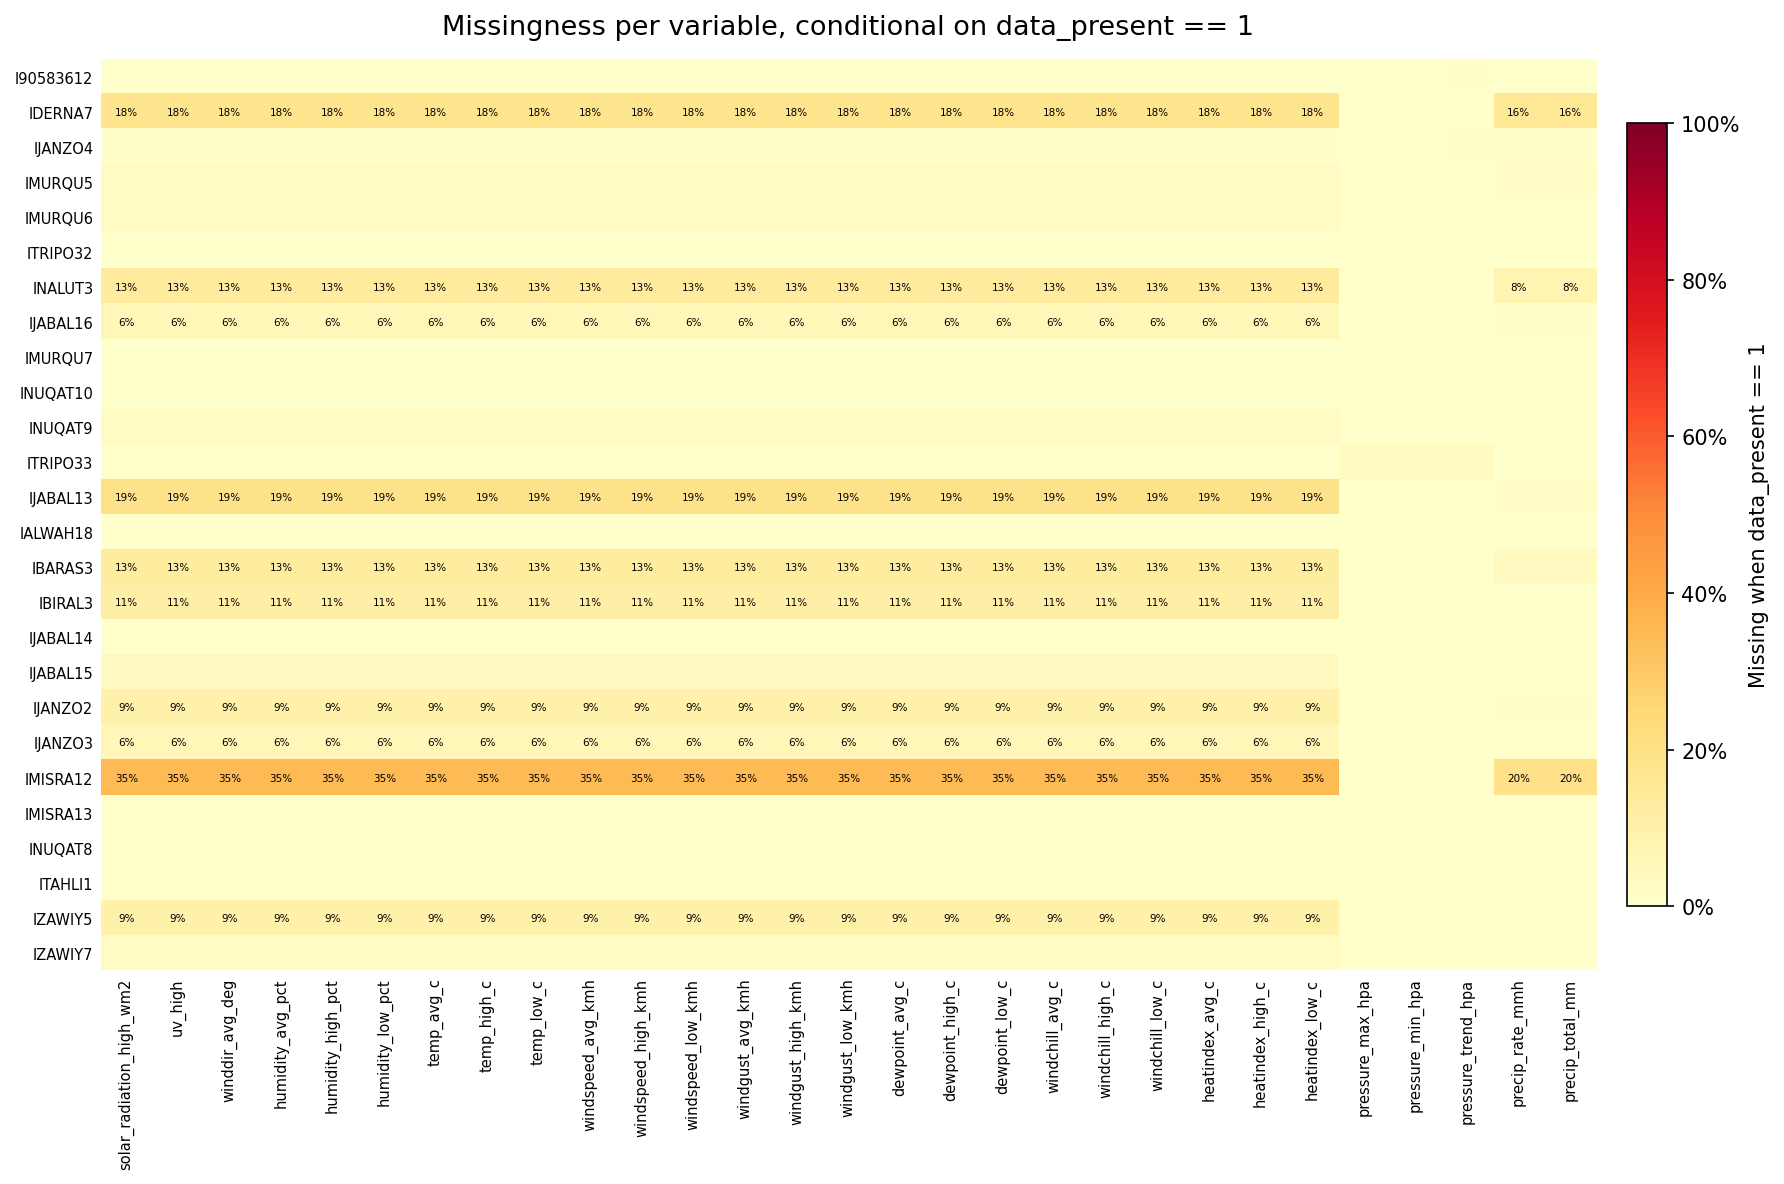 Missingness per variable, conditional on data_present == 1
I90583612
IDERNA7 18% 18% 18% 18% 18% 18% 18% 18% 18% 18% 18% 18% 18% 18% 18% 18% 18% 18% 18% 18% 18% 18% 18% 18% 16% 16%
IJANZO4
IMURQU5
IMURQU6
ITRIPO32
INALUT3 13% 13% 13% 13% 13% 13% 13% 13% 13% 13% 13% 13% 13% 13% 13% 13% 13% 13% 13% 13% 13% 13% 13% 13% 8% 8%
IJABAL16 6% 6% 6% 6% 6% 6% 6% 6% 6% 6% 6% 6% 6% 6% 6% 6% 6% 6% 6% 6% 6% 6% 6% 6%
IMURQU7
INUQAT10
INUQAT9
ITRIPO33
IJABAL13 19% 19% 19% 19% 19% 19% 19% 19% 19% 19% 19% 19% 19% 19% 19% 19% 19% 19% 19% 19% 19% 19% 19% 19%
IALWAH18
IBARAS3 13% 13% 13% 13% 13% 13% 13% 13% 13% 13% 13% 13% 13% 13% 13% 13% 13% 13% 13% 13% 13% 13% 13% 13%
IBIRAL3 11% 11% 11% 11% 11% 11% 11% 11% 11% 11% 11% 11% 11% 11% 11% 11% 11% 11% 11% 11% 11% 11% 11% 11%
IJABAL14
IJABAL15
IJANZO2 9% 9% 9% 9% 9% 9% 9% 9% 9% 9% 9% 9% 9% 9% 9% 9% 9% 9% 9% 9% 9% 9% 9% 9%
IJANZO3 6% 6% 6% 6% 6% 6% 6% 6% 6% 6% 6% 6% 6% 6% 6% 6% 6% 6% 6% 6% 6% 6% 6% 6%
IMISRA12 35% 35% 35% 35% 35% 35% 35% 35% 35% 35% 35% 35% 35% 35% 35% 35% 35% 35% 35% 35% 35% 35% 35% 35% 20% 20%
IMISRA13
INUQAT8
ITAHLI1
IZAWIY5 9% 9% 9% 9% 9% 9% 9% 9% 9% 9% 9% 9% 9% 9% 9% 9% 9% 9% 9% 9% 9% 9% 9% 9%
IZAWIY7
solar_radiation_high_wm2
uv_high
winddir_avg_deg
humidity_avg_pct
humidity_high_pct
humidity_low_pct
temp_avg_c
temp_high_c
temp_low_c
windspeed_avg_kmh
windspeed_high_kmh
windspeed_low_kmh
windgust_avg_kmh
windgust_high_kmh
windgust_low_kmh
dewpoint_avg_c
dewpoint_high_c
dewpoint_low_c
windchill_avg_c
windchill_high_c
windchill_low_c
heatindex_avg_c
heatindex_high_c
heatindex_low_c
pressure_max_hpa
pressure_min_hpa
pressure_trend_hpa
precip_rate_mmh
precip_total_mm
100%
80%
60%
40%
20%
0%
Missing when data_present == 1